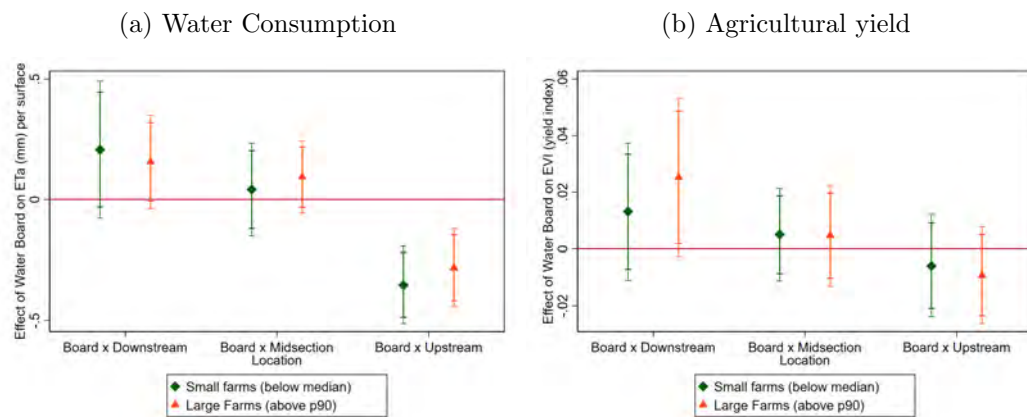 (a) Water Consumption
(b) Agricultural yield
Effect of Water Board on ETa (mm) per surface
.5
0
-.5
Board x Downstream Board x Midsection Board x Upstream
Location
Small farms (below median)
Large Farms (above p90)
Effect of Water Board on EVI (yield index)
.06
.04
.02
0
-.02
Board x Downstream Board x Midsection Board x Upstream
Location
Small farms (below median)
Large Farms (above p90)